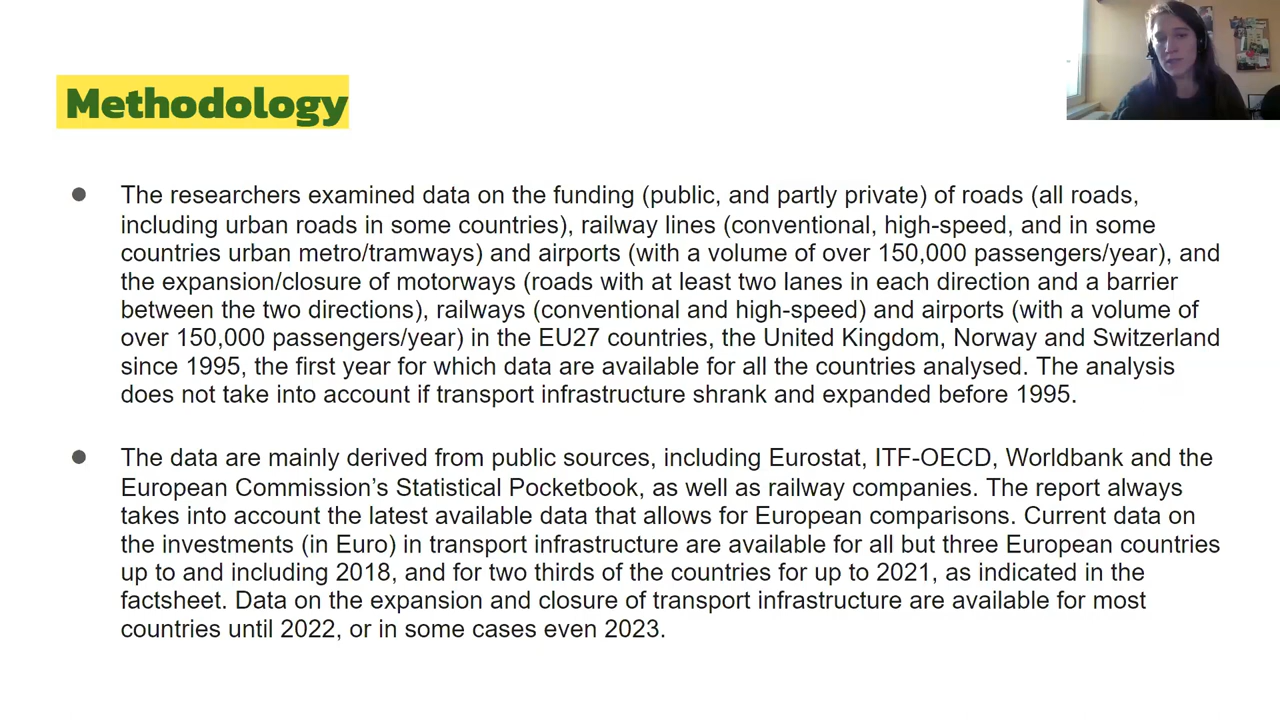 Methodology
The researchers examined data on the funding (public, and partly private) of roads (all roads,
including urban roads in some countries), railway lines (conventional, high-speed, and in some
countries urban metro/tramways) and airports (with a volume of over 150,000 passengers/year), and
the expansion/closure of motorways (roads with at least two lanes in each direction and a barrier
between the two directions), railways (conventional and high-speed) and airports (with a volume of
over 150,000 passengers/year) in the EU27 countries, the United Kingdom, Norway and Switzerland
since 1995, the first year for which data are available for all the countries analysed. The analysis
does not take into account if transport infrastructure shrank and expanded before 1995.
The data are mainly derived from public sources, including Eurostat, ITF-OECD, Worldbank and the
European Commission’s Statistical Pocketbook, as well as railway companies. The report always
takes into account the latest available data that allows for European comparisons. Current data on
the investments (in Euro) in transport infrastructure are available for all but three European countries
up to and including 2018, and for two thirds of the countries for up to 2021, as indicated in the
factsheet. Data on the expansion and closure of transport infrastructure are available for most
countries until 2022, or in some cases even 2023.